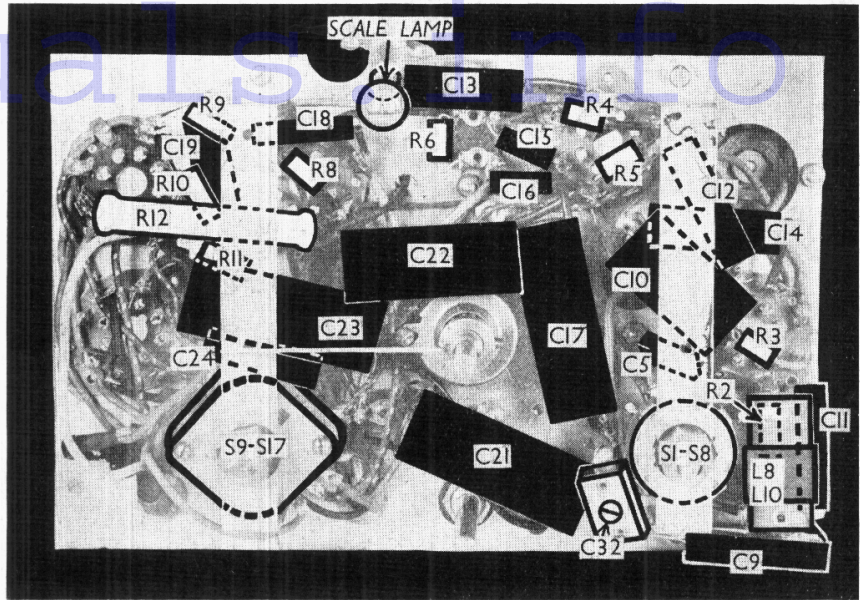 nals.info
SCALE LAMP
C13
R9
C18
R4
R6
C15
C19
R8
R5
R10
C16
C12
R12
C14
R11
C22
C10
C23
C17
R3
C24
C5
R2
C11
S9-S17
S1-S8
C21
L8
L10
C32
C9